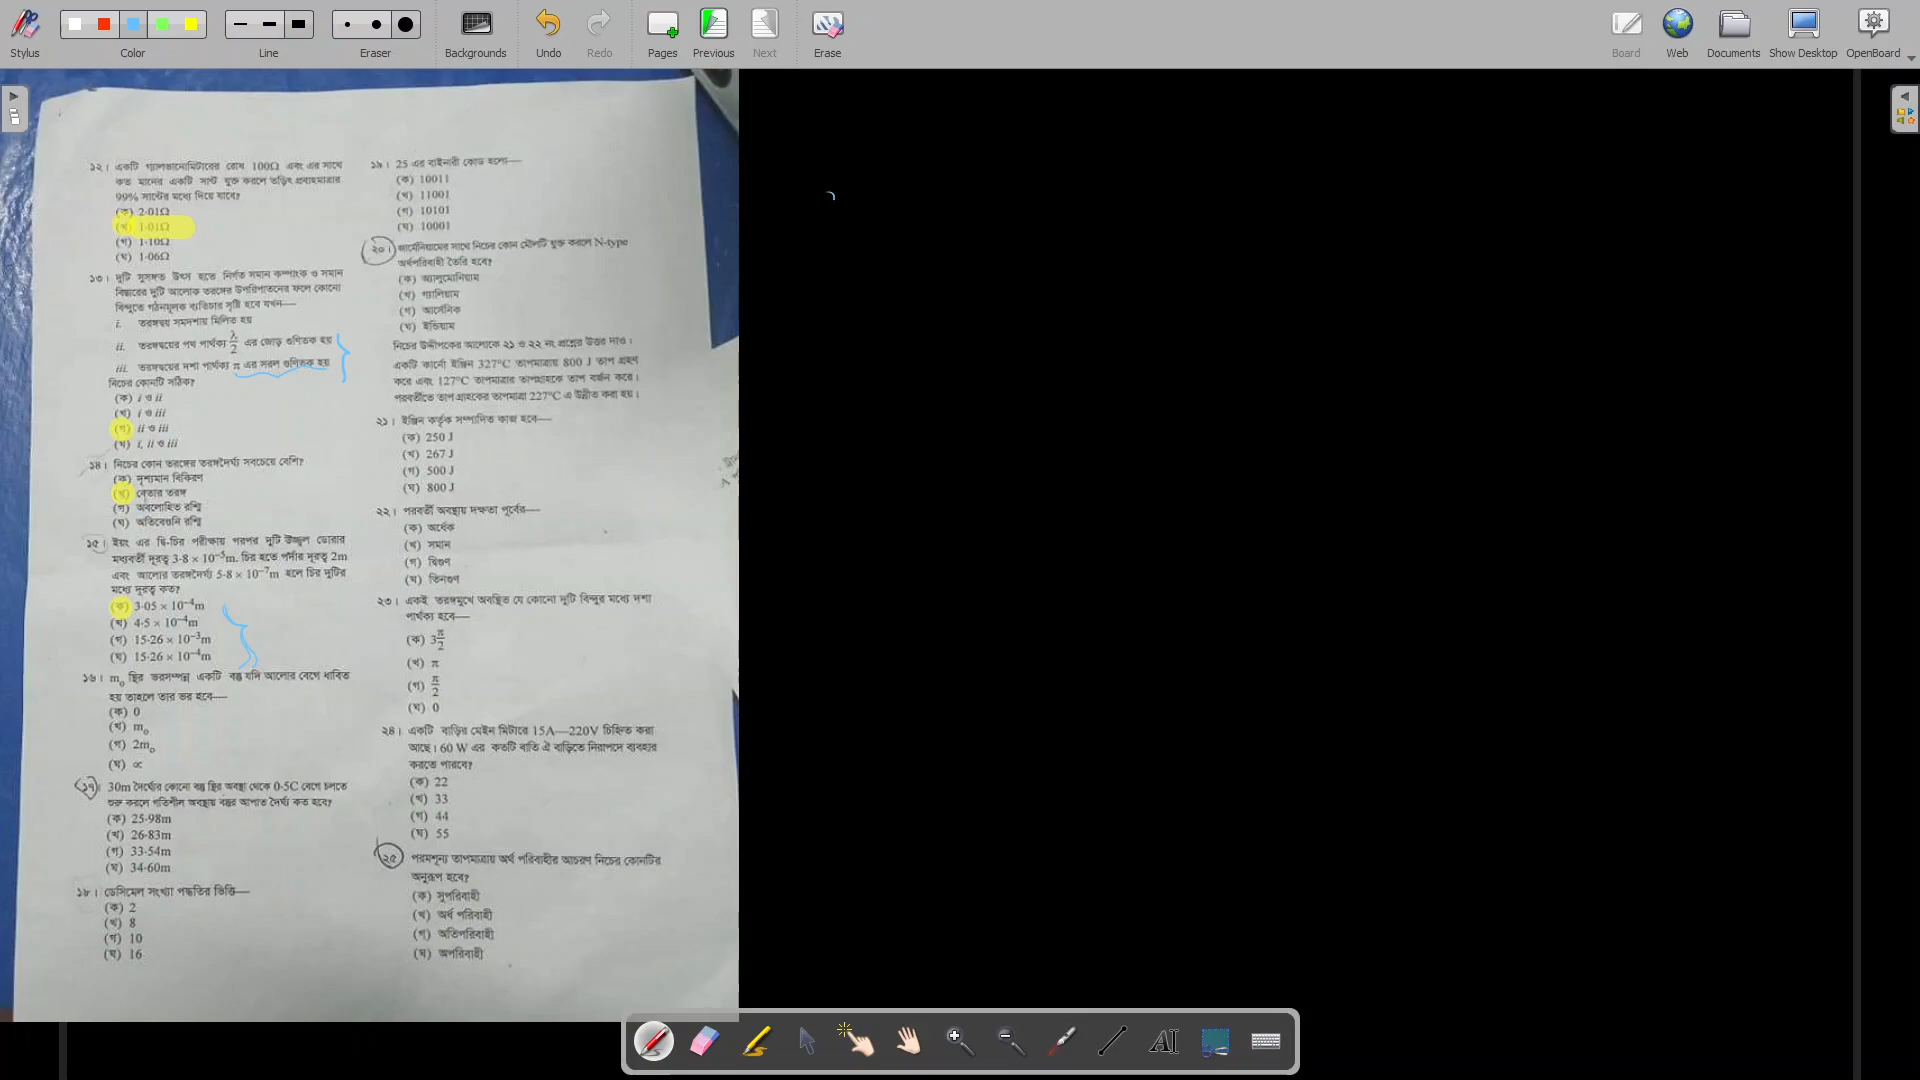 Stylus
Color
Line
Eraser
Backgrounds
Undo
Redo
Pages
Previous
Next
Erase
Board
Web
Documents
Show Desktop
OpenBoard
১২। একটি গ্যালভানোমিটারের রোধ 100Ω এবং এর সাথে
কত মানের একটি সান্ট যুক্ত করলে তড়িৎ প্রবাহমাত্রার
99% সান্টের মধ্যে দিয়ে যাবে?
(ক) 2·01Ω
(খ) 1·01Ω
(গ) 1·10Ω
(ঘ) 1·06Ω
১৩। দুটি সুসঙ্গত উৎস হতে নির্গত সমান কম্পাংক ও সমান
বিস্তারের দুটি আলোক তরঙ্গের উপরিপাতনের ফলে কোনো
বিন্দুতে গঠনমূলক ব্যতিচার সৃষ্টি হবে যখন—
i. তরঙ্গদ্বয় সমদশায় মিলিত হয়
ii. তরঙ্গদ্বয়ের পথ পার্থক্য λ/2 এর জোড় গুণিতক হয়
iii. তরঙ্গদ্বয়ের দশা পার্থক্য π এর সরল গুণিতক হয়
নিচের কোনটি সঠিক?
(ক) i ও ii
(খ) i ও iii
(গ) ii ও iii
(ঘ) i, ii ও iii
১৪। নিচের কোন তরঙ্গের তরঙ্গদৈর্ঘ্য সবচেয়ে বেশি?
(ক) দৃশ্যমান বিকিরণ
(খ) বেতার তরঙ্গ
(গ) অবলোহিত রশ্মি
(ঘ) অতিবেগুনি রশ্মি
১৫। ইয়ং এর দ্বি-চির পরীক্ষায় পরপর দুটি উজ্জ্বল ডোরার
মধ্যবর্তী দূরত্ব 3·8 × 10⁻⁵m. চির হতে পর্দার দূরত্ব 2m
এবং আলোর তরঙ্গদৈর্ঘ্য 5·8 × 10⁻⁷m হলে চির দুটির
মধ্যে দূরত্ব কত?
(ক) 3·05 × 10⁻⁴m
(খ) 4·5 × 10⁻⁴m
(গ) 15·26 × 10⁻³m
(ঘ) 15·26 × 10⁻⁴m
১৬। m₀ স্থির ভরসম্পন্ন একটি বস্তু যদি আলোর বেগে ধাবিত
হয় তাহলে তার ভর হবে—
(ক) 0
(খ) m₀
(গ) 2m₀
(ঘ) ∝
১৭। 30m দৈর্ঘ্যের কোনো বস্তু স্থির অবস্থা থেকে 0·5C বেগে চলতে
শুরু করলে গতিশীল অবস্থায় বস্তুর আপাত দৈর্ঘ্য কত হবে?
(ক) 25·98m
(খ) 26·83m
(গ) 33·54m
(ঘ) 34·60m
১৮। ডেসিমেল সংখ্যা পদ্ধতির ভিত্তি—
(ক) 2
(খ) 8
(গ) 10
(ঘ) 16
১৯। 25 এর বাইনারী কোড হলো—
(ক) 10011
(খ) 11001
(গ) 10101
(ঘ) 10001
২০। জার্মেনিয়ামের সাথে নিচের কোন মৌলটি যুক্ত করলে N-type
অর্ধপরিবাহী তৈরি হবে?
(ক) অ্যালুমোনিয়াম
(খ) গ্যালিয়াম
(গ) আর্সেনিক
(ঘ) ইন্ডিয়াম
নিচের উদ্দীপকের আলোকে ২১ ও ২২ নং প্রশ্নের উত্তর দাও।
একটি কার্নো ইঞ্জিন 327°C তাপমাত্রায় 800 J তাপ গ্রহণ
করে এবং 127°C তাপমাত্রার তাপগ্রাহকে তাপ বর্জন করে।
পরবর্তীতে তাপ গ্রাহকের তাপমাত্রা 227°C এ উন্নীত করা হয়।
২১। ইঞ্জিন কর্তৃক সম্পাদিত কাজ হবে—
(ক) 250 J
(খ) 267 J
(গ) 500 J
(ঘ) 800 J
২২। পরবর্তী অবস্থায় দক্ষতা পূর্বের—
(ক) অর্ধেক
(খ) সমান
(গ) দ্বিগুণ
(ঘ) তিনগুণ
২৩। একই তরঙ্গমুখে অবস্থিত যে কোনো দুটি বিন্দুর মধ্যে দশা
পার্থক্য হবে—
(ক) 3π/2
(খ) π
(গ) π/2
(ঘ) 0
২৪। একটি বাড়ির মেইন মিটারে 15A—220V চিহ্নিত করা
আছে। 60 W এর কতটি বাতি ঐ বাড়িতে নিরাপদে ব্যবহার
করতে পারবে?
(ক) 22
(খ) 33
(গ) 44
(ঘ) 55
২৫। পরমশূন্য তাপমাত্রায় অর্ধ পরিবাহীর আচরণ নিচের কোনটির
অনুরূপ হবে?
(ক) সুপরিবাহী
(খ) অর্ধ পরিবাহী
(গ) অতিপরিবাহী
(ঘ) অপরিবাহী